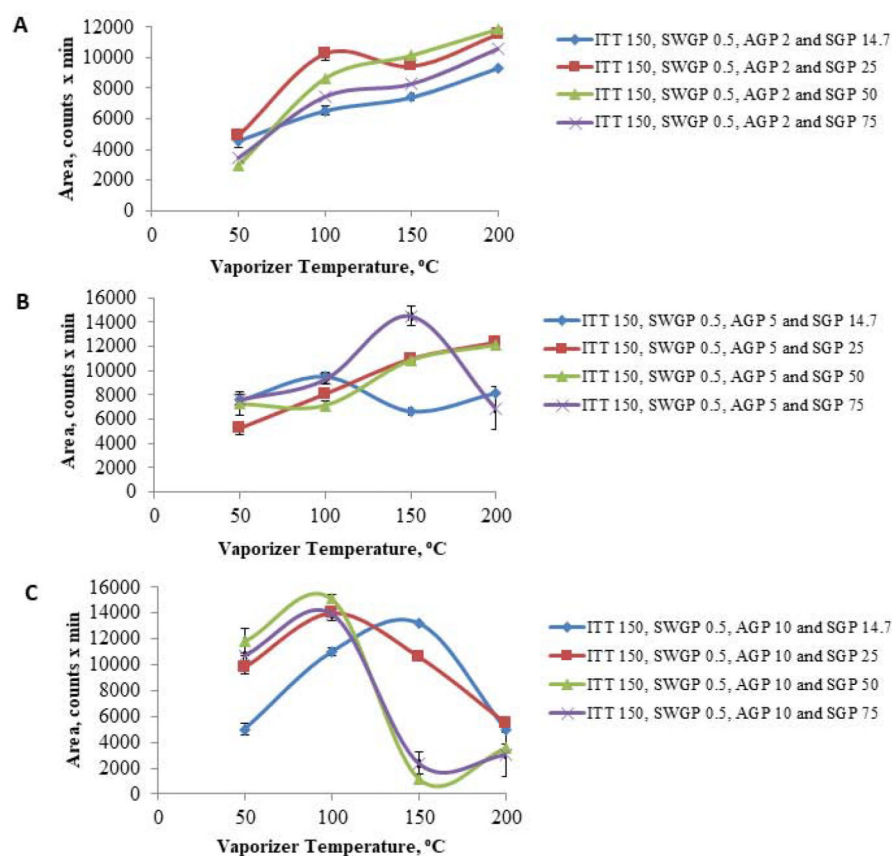 A
12000
10000
8000
6000
4000
2000
0
Area, counts x min
0 50 100 150 200
Vaporizer Temperature, ⁰C
ITT 150, SWGP 0.5, AGP 2 and SGP 14.7
ITT 150, SWGP 0.5, AGP 2 and SGP 25
ITT 150, SWGP 0.5, AGP 2 and SGP 50
ITT 150, SWGP 0.5, AGP 2 and SGP 75
B
16000
14000
12000
10000
8000
6000
4000
2000
0
Area, counts x min
0 50 100 150 200
Vaporizer Temperature, ⁰C
ITT 150, SWGP 0.5, AGP 5 and SGP 14.7
ITT 150, SWGP 0.5, AGP 5 and SGP 25
ITT 150, SWGP 0.5, AGP 5 and SGP 50
ITT 150, SWGP 0.5, AGP 5 and SGP 75
C
16000
14000
12000
10000
8000
6000
4000
2000
0
Area, counts x min
0 50 100 150 200
Vaporizer Temperature, ⁰C
ITT 150, SWGP 0.5, AGP 10 and SGP 14.7
ITT 150, SWGP 0.5, AGP 10 and SGP 25
ITT 150, SWGP 0.5, AGP 10 and SGP 50
ITT 150, SWGP 0.5, AGP 10 and SGP 75